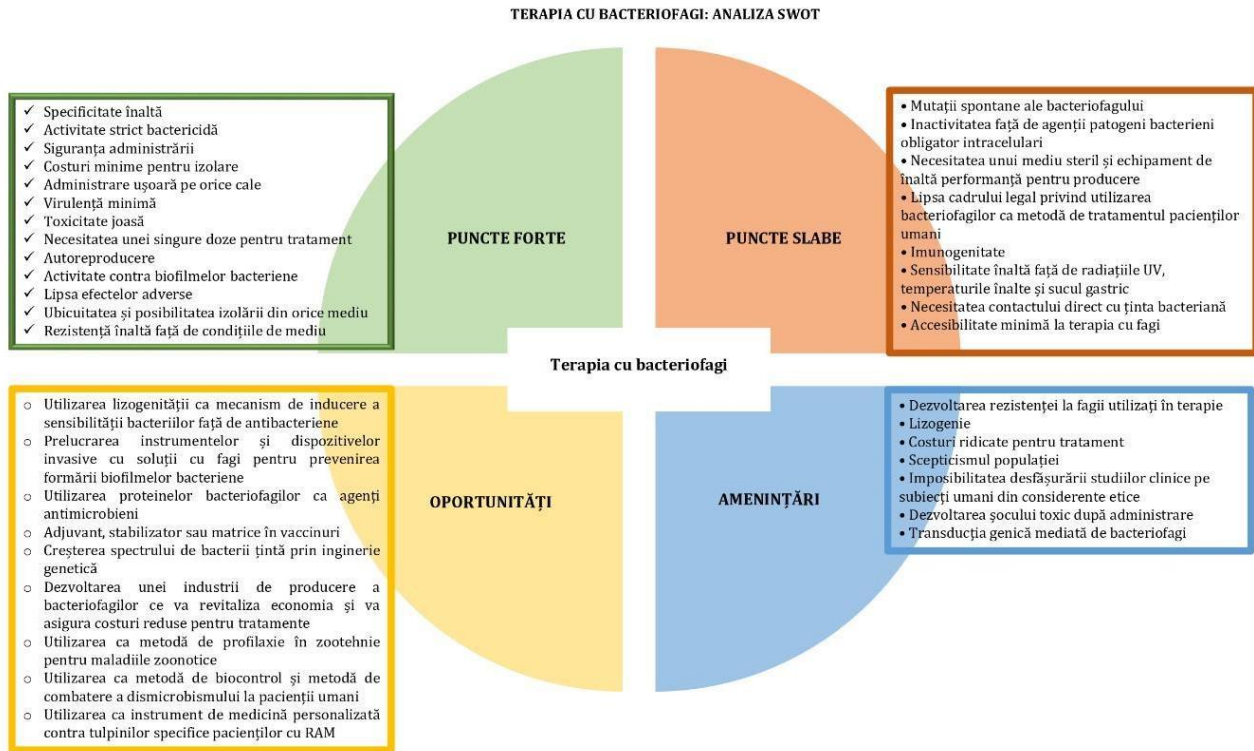 TERAPIA CU BACTERIOFAGI: ANALIZA SWOT
✓ Specificitate înaltă
✓ Activitate strict bactericidă
✓ Siguranța administrării
✓ Costuri minime pentru izolare
✓ Administrare ușoară pe orice cale
✓ Virulență minimă
✓ Toxicitate joasă
✓ Necesitatea unei singure doze pentru tratament
✓ Autoreproducere
✓ Activitate contra biofilmelor bacteriene
✓ Lipsa efectelor adverse
✓ Ubicuitatea și posibilitatea izolării din orice mediu
✓ Rezistență înaltă față de condițiile de mediu
PUNCTE FORTE
PUNCTE SLABE
• Mutații spontane ale bacteriofagului
• Inactivitatea față de agenții patogeni bacterieni
obligator intracelulari
• Necesitatea unui mediu steril și echipament de
înaltă performanță pentru producere
• Lipsa cadrului legal privind utilizarea
bacteriofagilor ca metodă de tratamentul pacienților
umani
• Imunogenitate
• Sensibilitate înaltă față de radiațiile UV,
temperaturile înalte și sucul gastric
• Necesitatea contactului direct cu ținta bacteriană
• Accesibilitate minimă la terapia cu fagi
Terapia cu bacteriofagi
o Utilizarea lizogenității ca mecanism de inducere a
sensibilității bacteriilor față de antibacteriene
o Prelucrarea instrumentelor și dispozitivelor
invasive cu soluții cu fagi pentru prevenirea
formării biofilmelor bacteriene
o Utilizarea proteinelor bacteriofagilor ca agenți
antimicrobieni
o Adjuvant, stabilizator sau matrice în vaccinuri
o Creșterea spectrului de bacterii țintă prin inginerie
genetică
o Dezvoltarea unei industrii de producere a
bacteriofagilor ce va revitaliza economia și va
asigura costuri reduse pentru tratamente
o Utilizarea ca metodă de profilaxie în zootehnie
pentru maladiile zoonotice
o Utilizarea ca metodă de biocontrol și metodă de
combatere a dismicrobismului la pacienții umani
o Utilizarea ca instrument de medicină personalizată
contra tulpinilor specifice pacienților cu RAM
OPORTUNITĂȚI
AMENINȚĂRI
• Dezvoltarea rezistenței la fagii utilizați în terapie
• Lizogenie
• Costuri ridicate pentru tratament
• Scepticismul populației
• Imposibilitatea desfășurării studiilor clinice pe
subiecți umani din considerente etice
• Dezvoltarea șocului toxic după administrare
• Transducția genică mediată de bacteriofagi